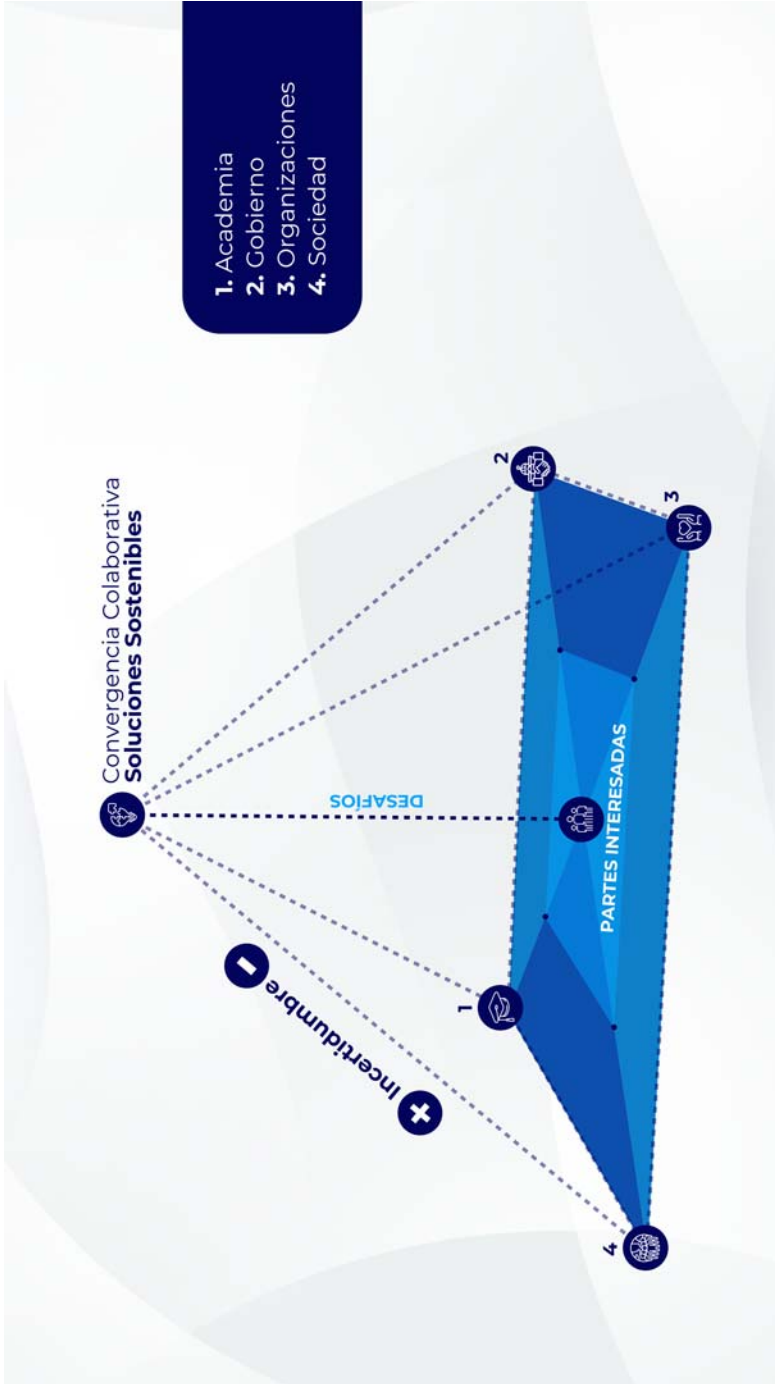 Convergencia Colaborativa
Soluciones Sostenibles
1. Academia
2. Gobierno
3. Organizaciones
4. Sociedad
Incertidumbre
DESAFÍOS
1
2
PARTES INTERESADAS
3
4